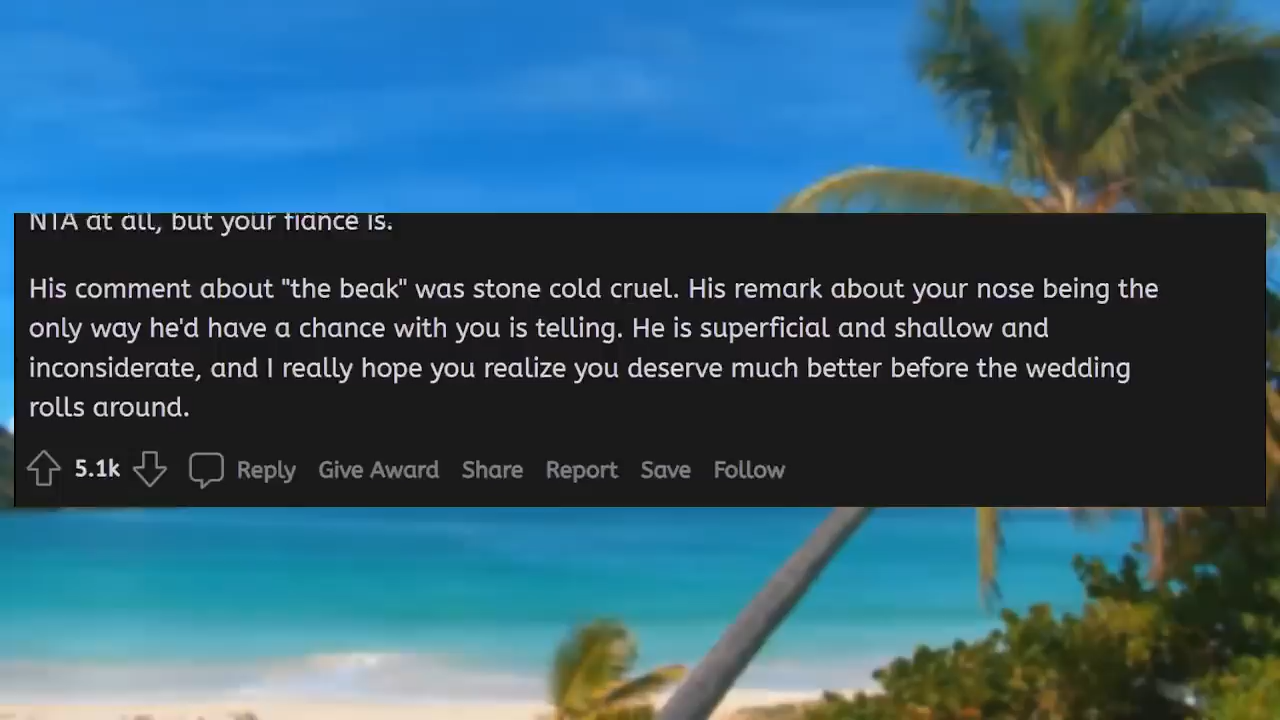 NTA at all, but your fiance is.
His comment about "the beak" was stone cold cruel. His remark about your nose being the
only way he'd have a chance with you is telling. He is superficial and shallow and
inconsiderate, and I really hope you realize you deserve much better before the wedding
rolls around.
5.1k Reply Give Award Share Report Save Follow